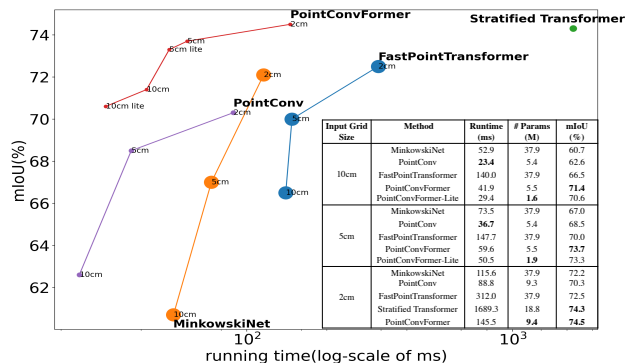 PointConvFormer
Stratified Transformer
FastPointTransformer
PointConv
MinkowskiNet
2cm
5cm
5cm lite
10cm
10cm lite
2cm
5cm
10cm
2cm
5cm
10cm
2cm
5cm
10cm
mIoU(%)
74
72
70
68
66
64
62
10²
10³
running time(log-scale of ms)
Input Grid Size Method Runtime (ms) # Params (M) mIoU (%)
10cm
MinkowskiNet 52.9 37.9 60.7
PointConv 23.4 5.4 62.6
FastPointTransformer 140.0 37.9 66.5
PointConvFormer 41.9 5.5 71.4
PointConvFormer-Lite 29.4 1.6 70.6
5cm
MinkowskiNet 73.5 37.9 67.0
PointConv 36.7 5.4 68.5
FastPointTransformer 147.7 37.9 70.0
PointConvFormer 59.6 5.5 73.7
PointConvFormer-Lite 50.5 1.9 73.3
2cm
MinkowskiNet 115.6 37.9 72.2
PointConv 88.8 9.3 70.3
FastPointTransformer 312.0 37.9 72.5
Stratified Transformer 1689.3 18.8 74.3
PointConvFormer 145.5 9.4 74.5